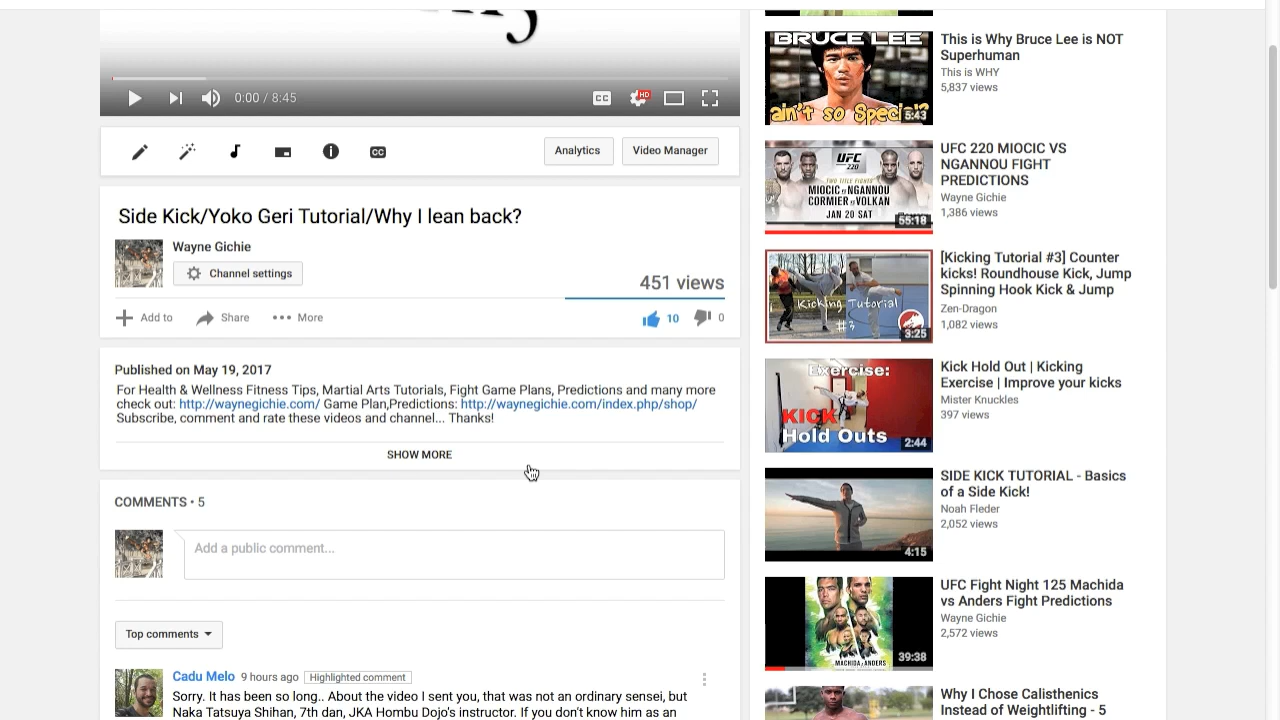 0:00 / 8:45
CC
HD
CC
Analytics
Video Manager
Side Kick/Yoko Geri Tutorial/Why I lean back?
Wayne Gichie
Channel settings
451 views
Add to
Share
More
10
0
Published on May 19, 2017
For Health & Wellness Fitness Tips, Martial Arts Tutorials, Fight Game Plans, Predictions and many more
check out: http://waynegichie.com/ Game Plan,Predictions: http://waynegichie.com/index.php/shop/
Subscribe, comment and rate these videos and channel... Thanks!
SHOW MORE
COMMENTS • 5
Add a public comment...
Top comments
Cadu Melo 9 hours ago Highlighted comment
Sorry. It has been so long.. About the video I sent you, that was not an ordinary sensei, but
Naka Tatsuya Shihan, 7th dan, JKA Hombu Dojo's instructor. If you don't know him as an
BRUCE LEE
ain't so Special?
5:43
This is Why Bruce Lee is NOT
Superhuman
This is WHY
5,837 views
UFC
220
TWO TITLE FIGHTS
MIOCIC vs NGANNOU
CORMIER vs VOLKAN
JAN 20 SAT
55:18
UFC 220 MIOCIC VS
NGANNOU FIGHT
PREDICTIONS
Wayne Gichie
1,386 views
Kicking Tutorial
#3
3:25
[Kicking Tutorial #3] Counter
kicks! Roundhouse Kick, Jump
Spinning Hook Kick & Jump
Zen-Dragon
1,082 views
Exercise:
KICK
Hold Outs
2:44
Kick Hold Out | Kicking
Exercise | Improve your kicks
Mister Knuckles
397 views
4:15
SIDE KICK TUTORIAL - Basics
of a Side Kick!
Noah Fleder
2,052 views
MACHIDA ANDERS
39:38
UFC Fight Night 125 Machida
vs Anders Fight Predictions
Wayne Gichie
2,572 views
Why I Chose Calisthenics
Instead of Weightlifting - 5